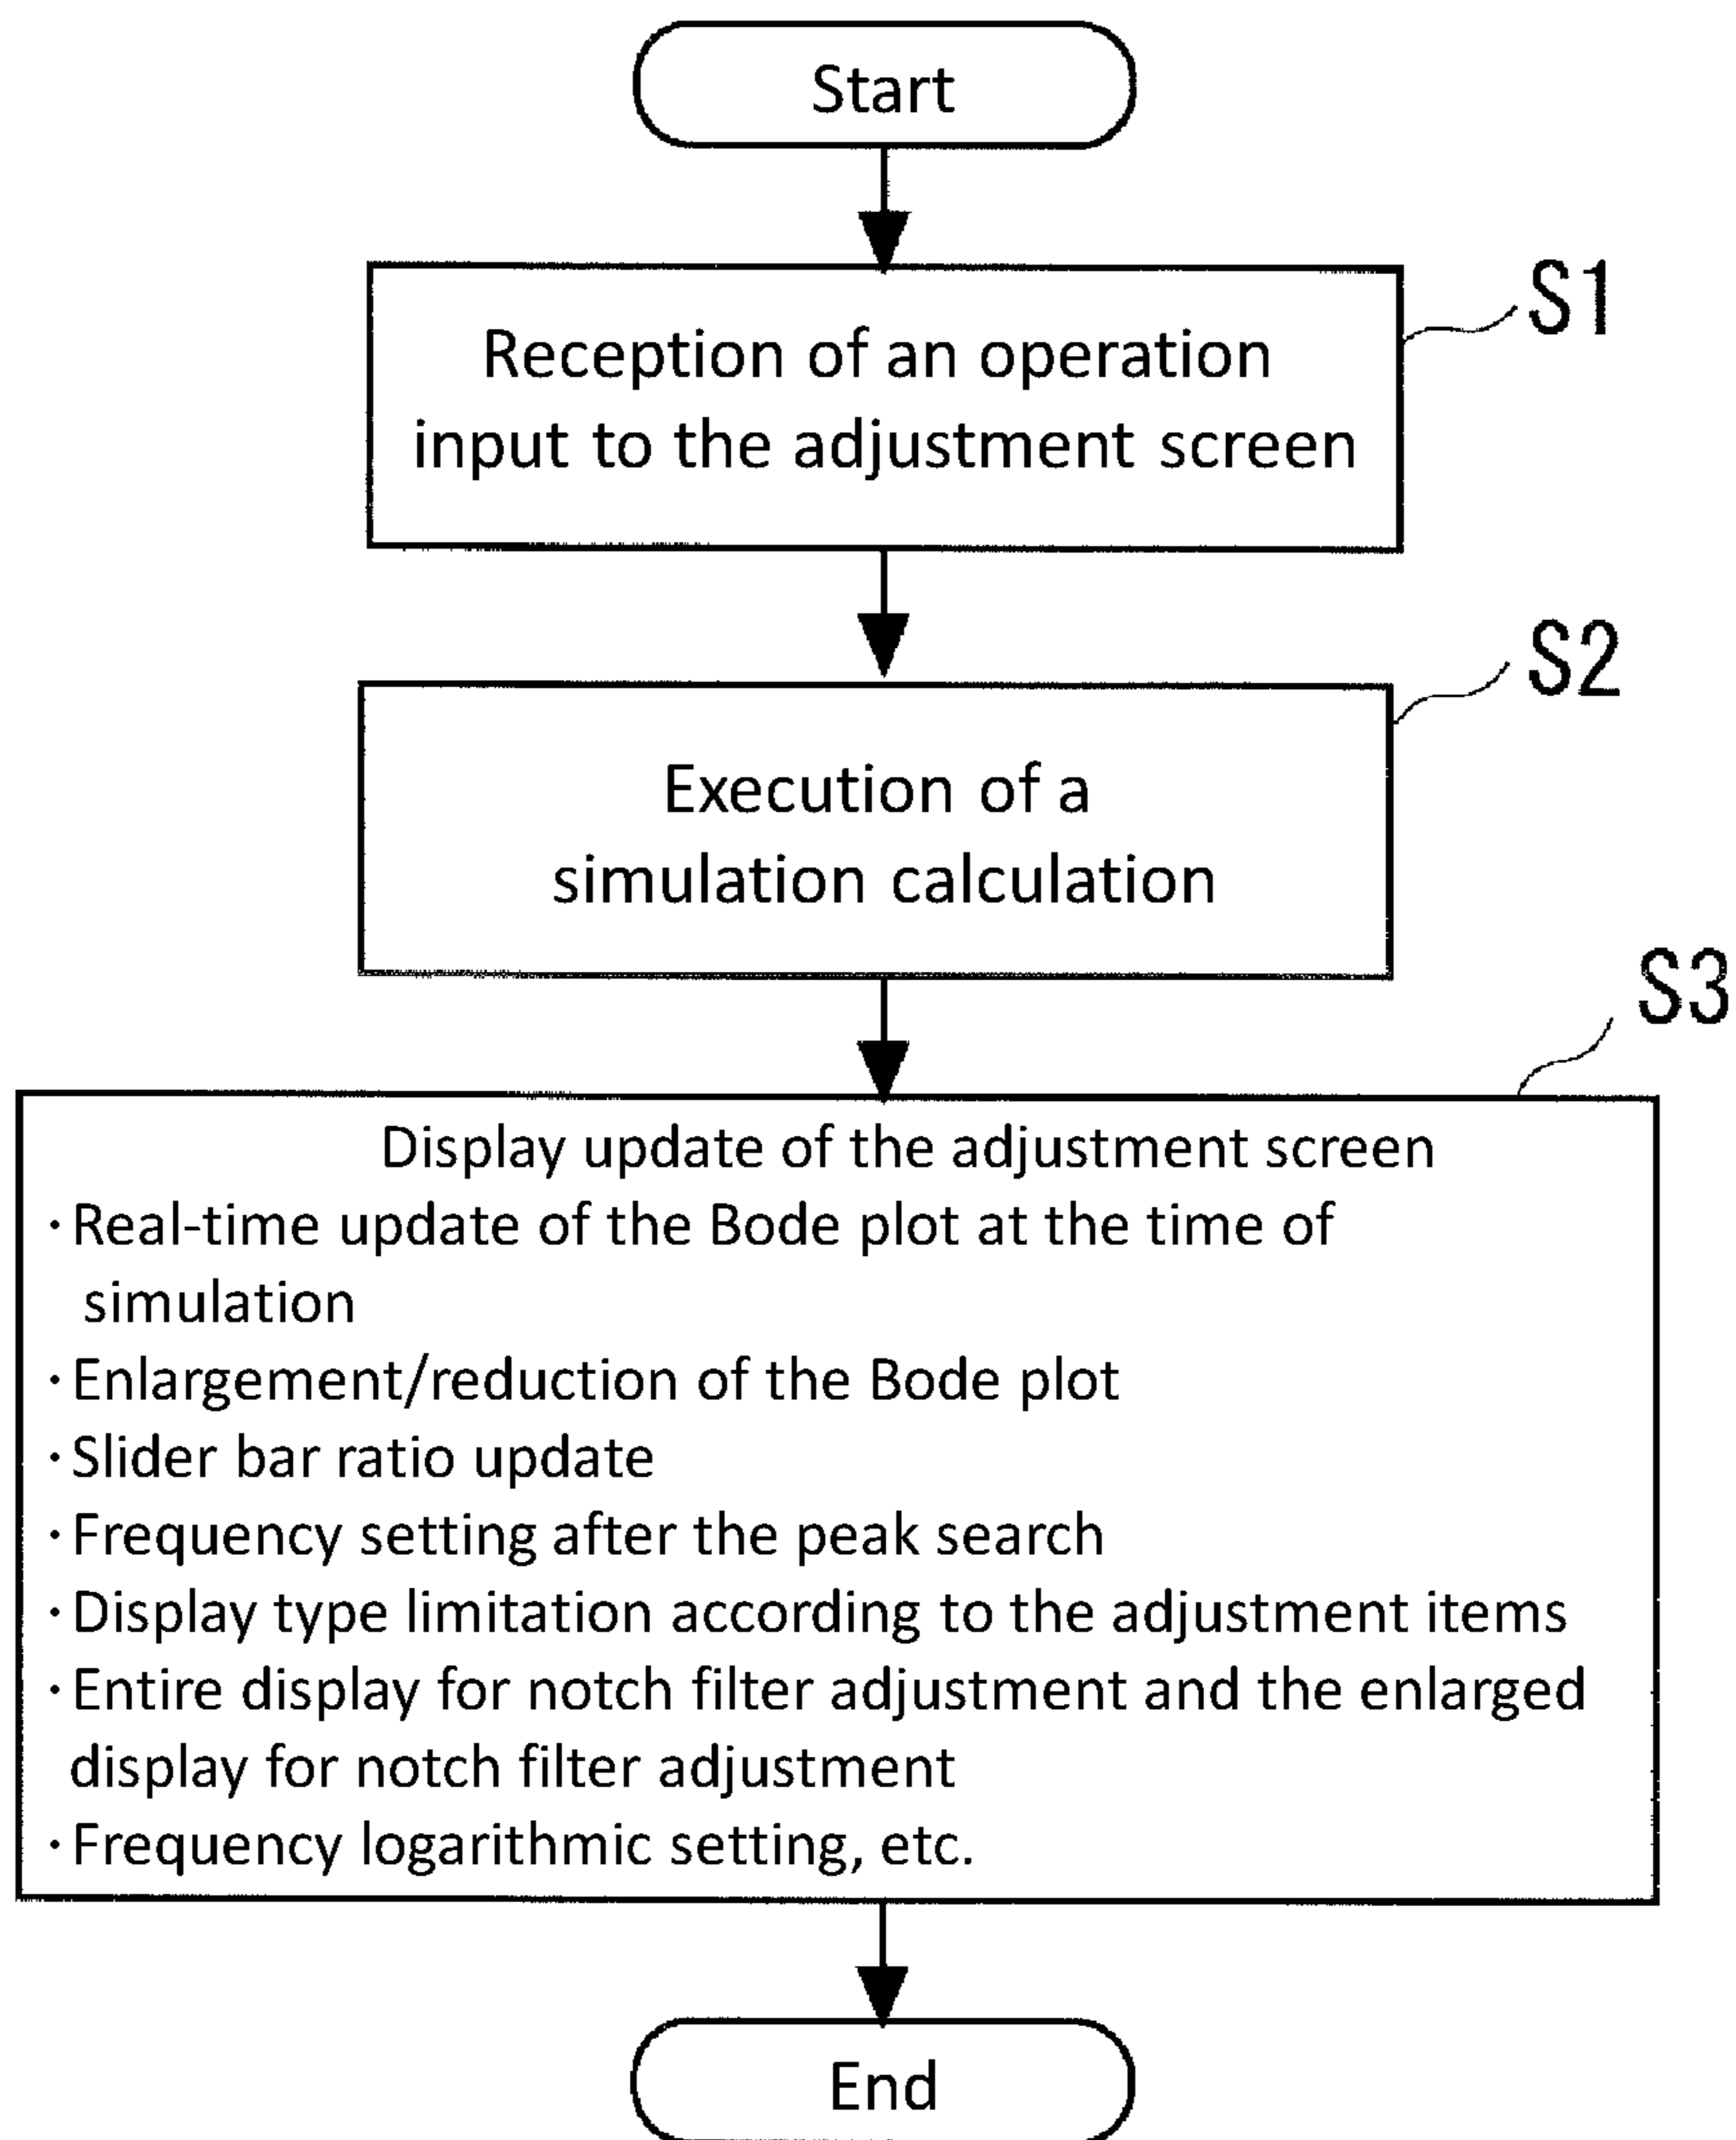 Start
S1
Reception of an operation
input to the adjustment screen
S2
Execution of a
simulation calculation
S3
Display update of the adjustment screen
·Real-time update of the Bode plot at the time of
simulation
·Enlargement/reduction of the Bode plot
·Slider bar ratio update
·Frequency setting after the peak search
·Display type limitation according to the adjustment items
·Entire display for notch filter adjustment and the enlarged
display for notch filter adjustment
·Frequency logarithmic setting, etc.
End